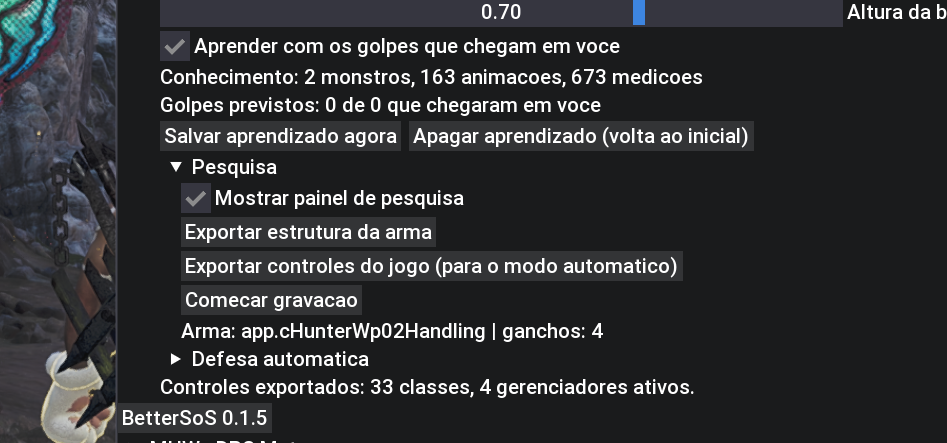 0.70 Altura da b
Aprender com os golpes que chegam em voce
Conhecimento: 2 monstros, 163 animacoes, 673 medicoes
Golpes previstos: 0 de 0 que chegaram em voce
Salvar aprendizado agora Apagar aprendizado (volta ao inicial)
Pesquisa
Mostrar painel de pesquisa
Exportar estrutura da arma
Exportar controles do jogo (para o modo automatico)
Comecar gravacao
Arma: app.cHunterWp02Handling | ganchos: 4
Defesa automatica
Controles exportados: 33 classes, 4 gerenciadores ativos.
BetterSoS 0.1.5